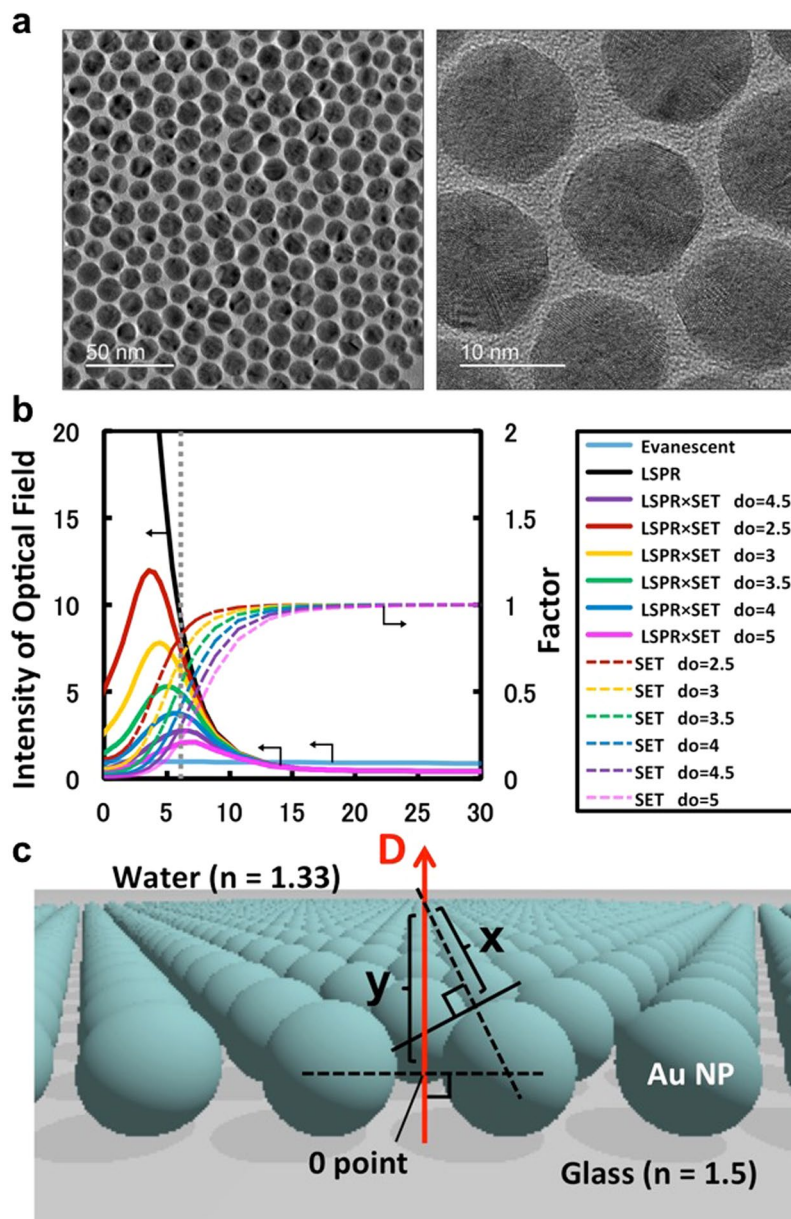 a
50 nm
10 nm
b
Intensity of Optical Field
20
15
10
5
0
0 5 10 15 20 25 30
2
1.5
1
0.5
0
Factor
Evanescent
LSPR
LSPR×SET do=4.5
LSPR×SET do=2.5
LSPR×SET do=3
LSPR×SET do=3.5
LSPR×SET do=4
LSPR×SET do=5
SET do=2.5
SET do=3
SET do=3.5
SET do=4
SET do=4.5
SET do=5
c
D
Water (n = 1.33)
x
y
Au NP
0 point
Glass (n = 1.5)